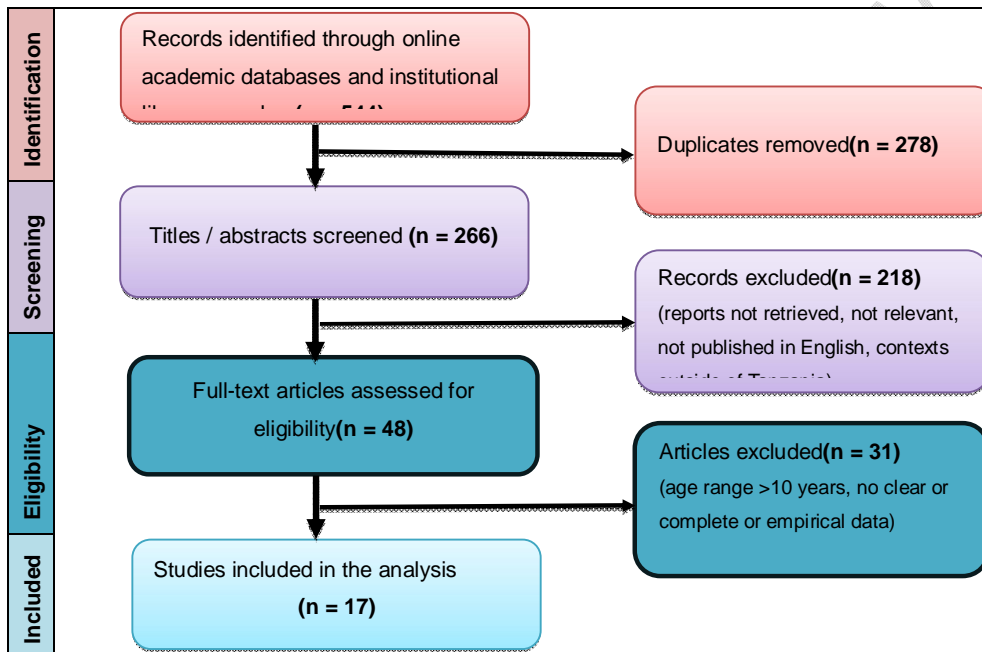 Identification
Records identified through online
academic databases and institutional
Duplicates removed(n = 278)
Screening
Titles / abstracts screened (n = 266)
Records excluded(n = 218)
(reports not retrieved, not relevant,
not published in English, contexts
outside of Tanzania)
Eligibility
Full-text articles assessed for
eligibility(n = 48)
Articles excluded(n = 31)
(age range >10 years, no clear or
complete or empirical data)
Included
Studies included in the analysis
(n = 17)